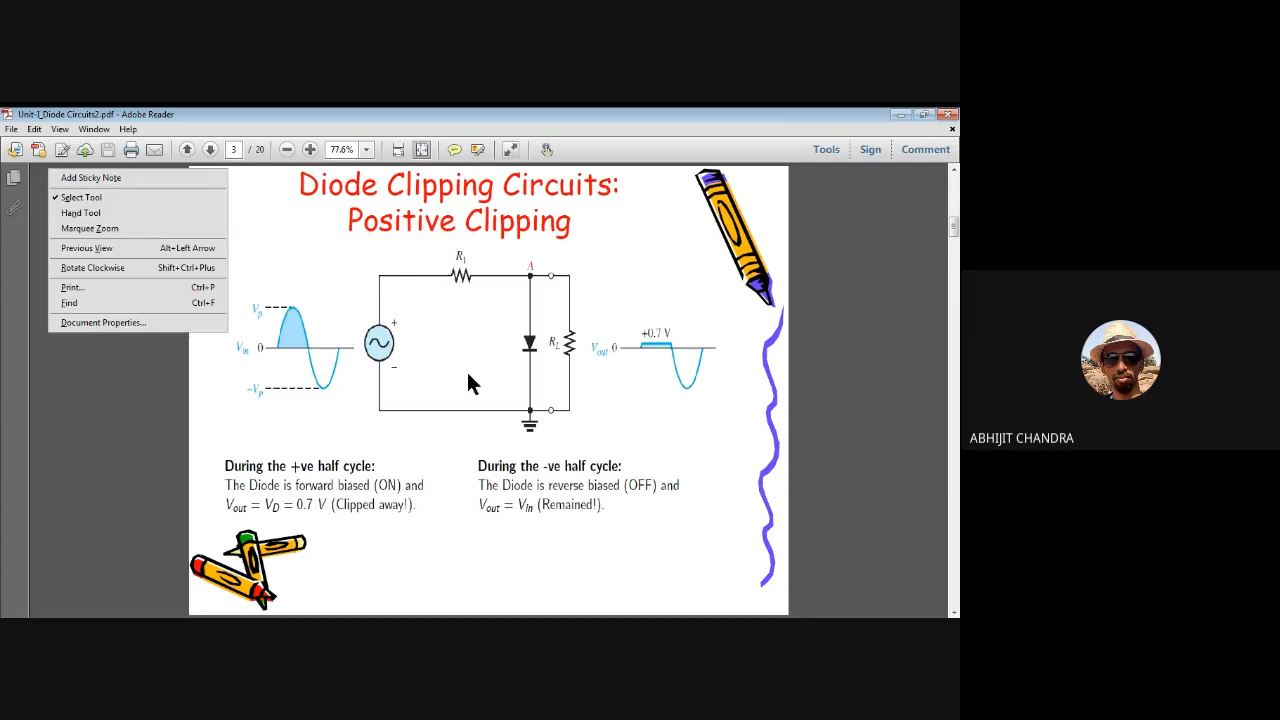 Unit-I_Diode Circuits2.pdf - Adobe Reader
File Edit View Window Help
3 / 20 77.6% Tools Sign Comment
Add Sticky Note
Select Tool
Hand Tool
Marquee Zoom
Previous View Alt+Left Arrow
Rotate Clockwise Shift+Ctrl+Plus
Print... Ctrl+P
Find Ctrl+F
Document Properties...
Diode Clipping Circuits:
Positive Clipping
R1
A
Vp
Vin 0
−Vp
+
−
RL
+0.7 V
Vout 0
During the +ve half cycle:
The Diode is forward biased (ON) and
Vout = VD = 0.7 V (Clipped away!).
During the -ve half cycle:
The Diode is reverse biased (OFF) and
Vout = Vin (Remained!).
ABHIJIT CHANDRA